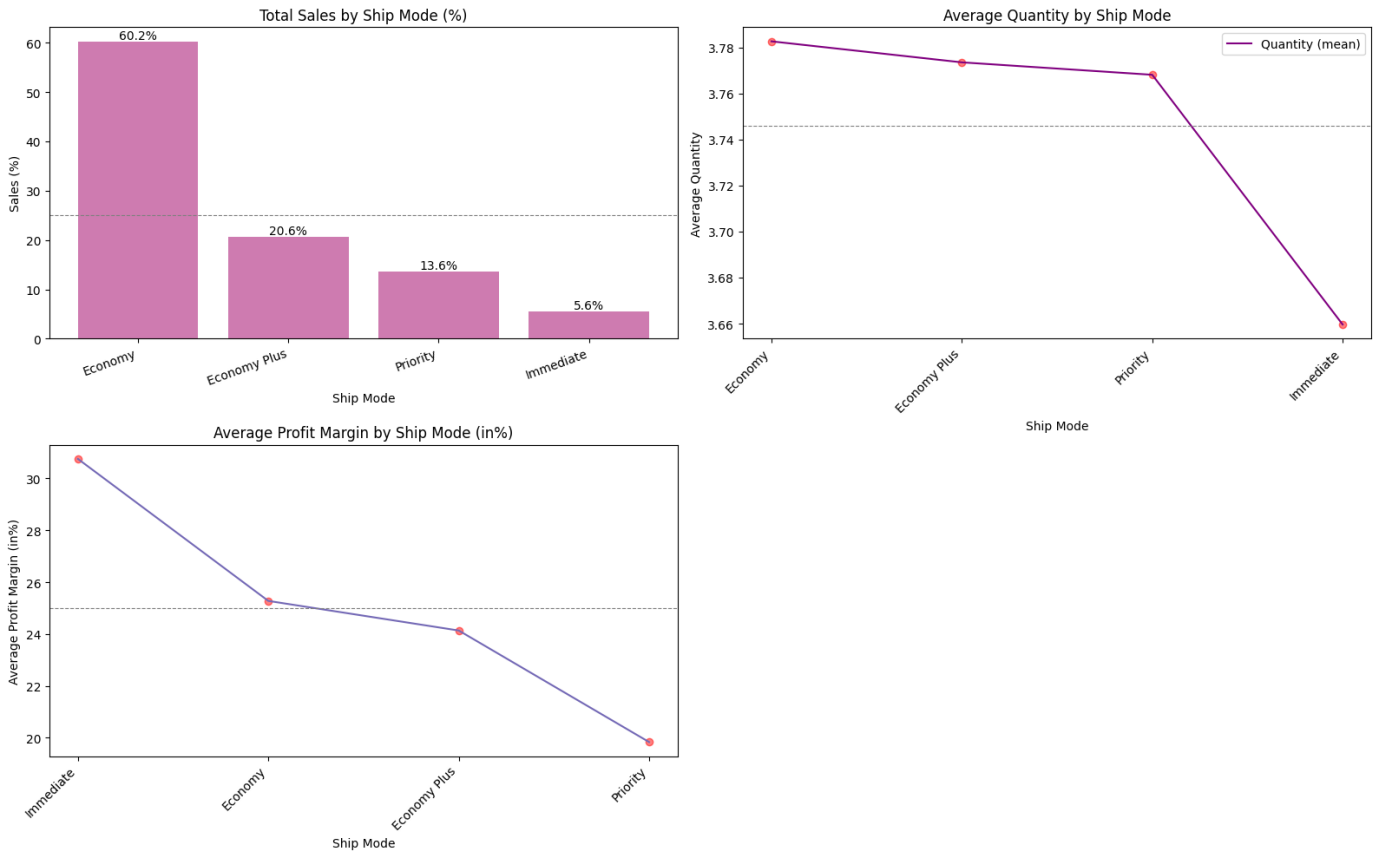 Total Sales by Ship Mode (%)
Sales (%)
60
50
40
30
20
10
0
60.2%
20.6%
13.6%
5.6%
Economy
Economy Plus
Priority
Immediate
Ship Mode
Average Quantity by Ship Mode
Quantity (mean)
Average Quantity
3.78
3.76
3.74
3.72
3.70
3.68
3.66
Economy
Economy Plus
Priority
Immediate
Ship Mode
Average Profit Margin by Ship Mode (in%)
Average Profit Margin (in%)
30
28
26
24
22
20
Immediate
Economy
Economy Plus
Priority
Ship Mode